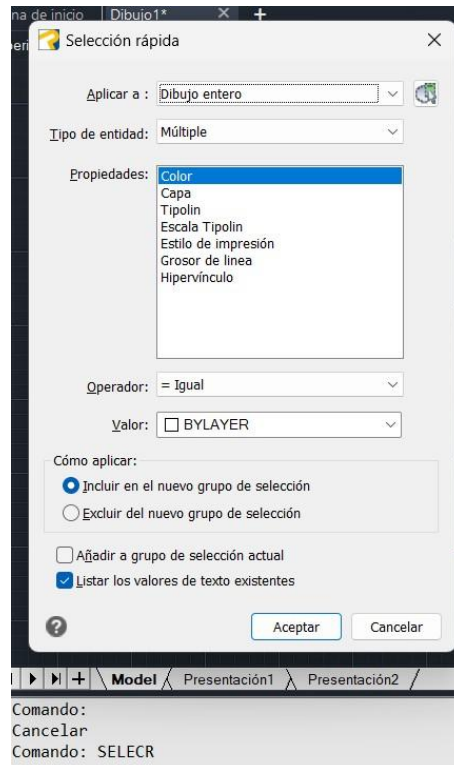 na de inicio Dibujo1* × +
eri
Selección rápida
Aplicar a : Dibujo entero
Tipo de entidad: Múltiple
Propiedades: Color
Capa
Tipolin
Escala Tipolin
Estilo de impresión
Grosor de linea
Hipervínculo
Operador: = Igual
Valor: BYLAYER
Cómo aplicar:
Incluir en el nuevo grupo de selección
Excluir del nuevo grupo de selección
Añadir a grupo de selección actual
Listar los valores de texto existentes
? Aceptar Cancelar
Model Presentación1 Presentación2
Comando:
Cancelar
Comando: SELECR